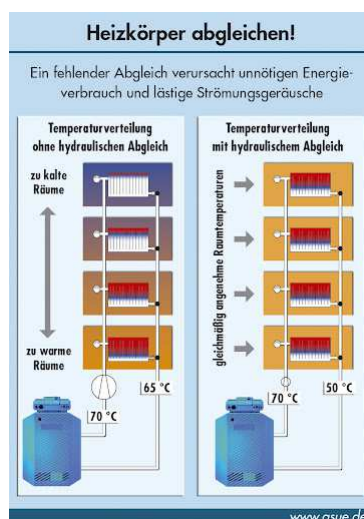 Heizkörper abgleichen!
Ein fehlender Abgleich verursacht unnötigen Energie-
verbrauch und lästige Strömungsgeräusche
Temperaturverteilung
ohne hydraulischen Abgleich
zu kalte
Räume
zu warme
Räume
70 °C
65 °C
Temperaturverteilung
mit hydraulischem Abgleich
gleichmäßig angenehme Raumtemperaturen
70 °C
50 °C
www.asue.de